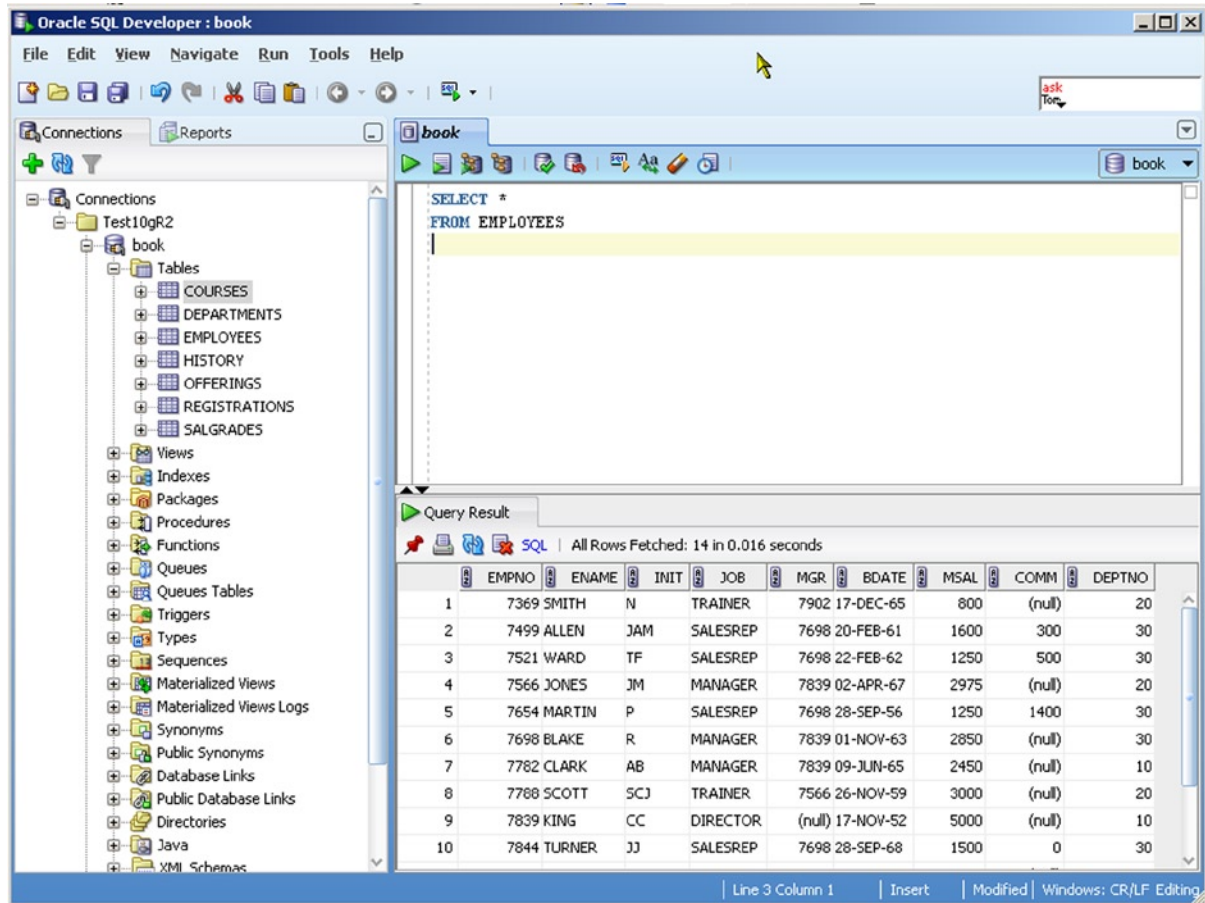 Oracle SQL Developer : book
File Edit View Navigate Run Tools Help
ask
Tom
Connections
Reports
book
book
Connections
Test10gR2
book
Tables
COURSES
DEPARTMENTS
EMPLOYEES
HISTORY
OFFERINGS
REGISTRATIONS
SALGRADES
Views
Indexes
Packages
Procedures
Functions
Queues
Queues Tables
Triggers
Types
Sequences
Materialized Views
Materialized Views Logs
Synonyms
Public Synonyms
Database Links
Public Database Links
Directories
Java
XML Schemas
SELECT *
FROM EMPLOYEES
Query Result
SQL | All Rows Fetched: 14 in 0.016 seconds
EMPNO ENAME INIT JOB MGR BDATE MSAL COMM DEPTNO
1 7369 SMITH N TRAINER 7902 17-DEC-65 800 (null) 20
2 7499 ALLEN JAM SALESREP 7698 20-FEB-61 1600 300 30
3 7521 WARD TF SALESREP 7698 22-FEB-62 1250 500 30
4 7566 JONES JM MANAGER 7839 02-APR-67 2975 (null) 20
5 7654 MARTIN P SALESREP 7698 28-SEP-56 1250 1400 30
6 7698 BLAKE R MANAGER 7839 01-NOV-63 2850 (null) 30
7 7782 CLARK AB MANAGER 7839 09-JUN-65 2450 (null) 10
8 7788 SCOTT SCJ TRAINER 7566 26-NOV-59 3000 (null) 20
9 7839 KING CC DIRECTOR (null) 17-NOV-52 5000 (null) 10
10 7844 TURNER JJ SALESREP 7698 28-SEP-68 1500 0 30
Line 3 Column 1 | Insert | Modified | Windows: CR/LF Editing